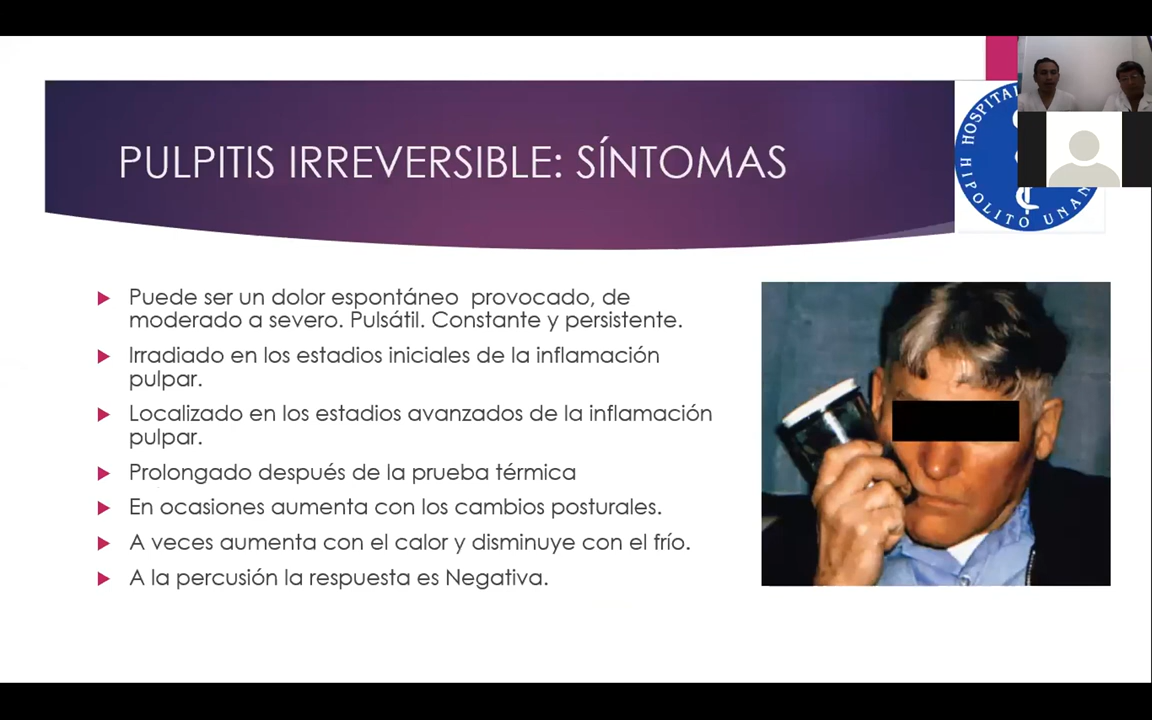 PULPITIS IRREVERSIBLE: SÍNTOMAS
HOSPITAL
HIPOLITO UNAN
Puede ser un dolor espontáneo provocado, de
moderado a severo. Pulsátil. Constante y persistente.
Irradiado en los estadios iniciales de la inflamación
pulpar.
Localizado en los estadios avanzados de la inflamación
pulpar.
Prolongado después de la prueba térmica
En ocasiones aumenta con los cambios posturales.
A veces aumenta con el calor y disminuye con el frío.
A la percusión la respuesta es Negativa.